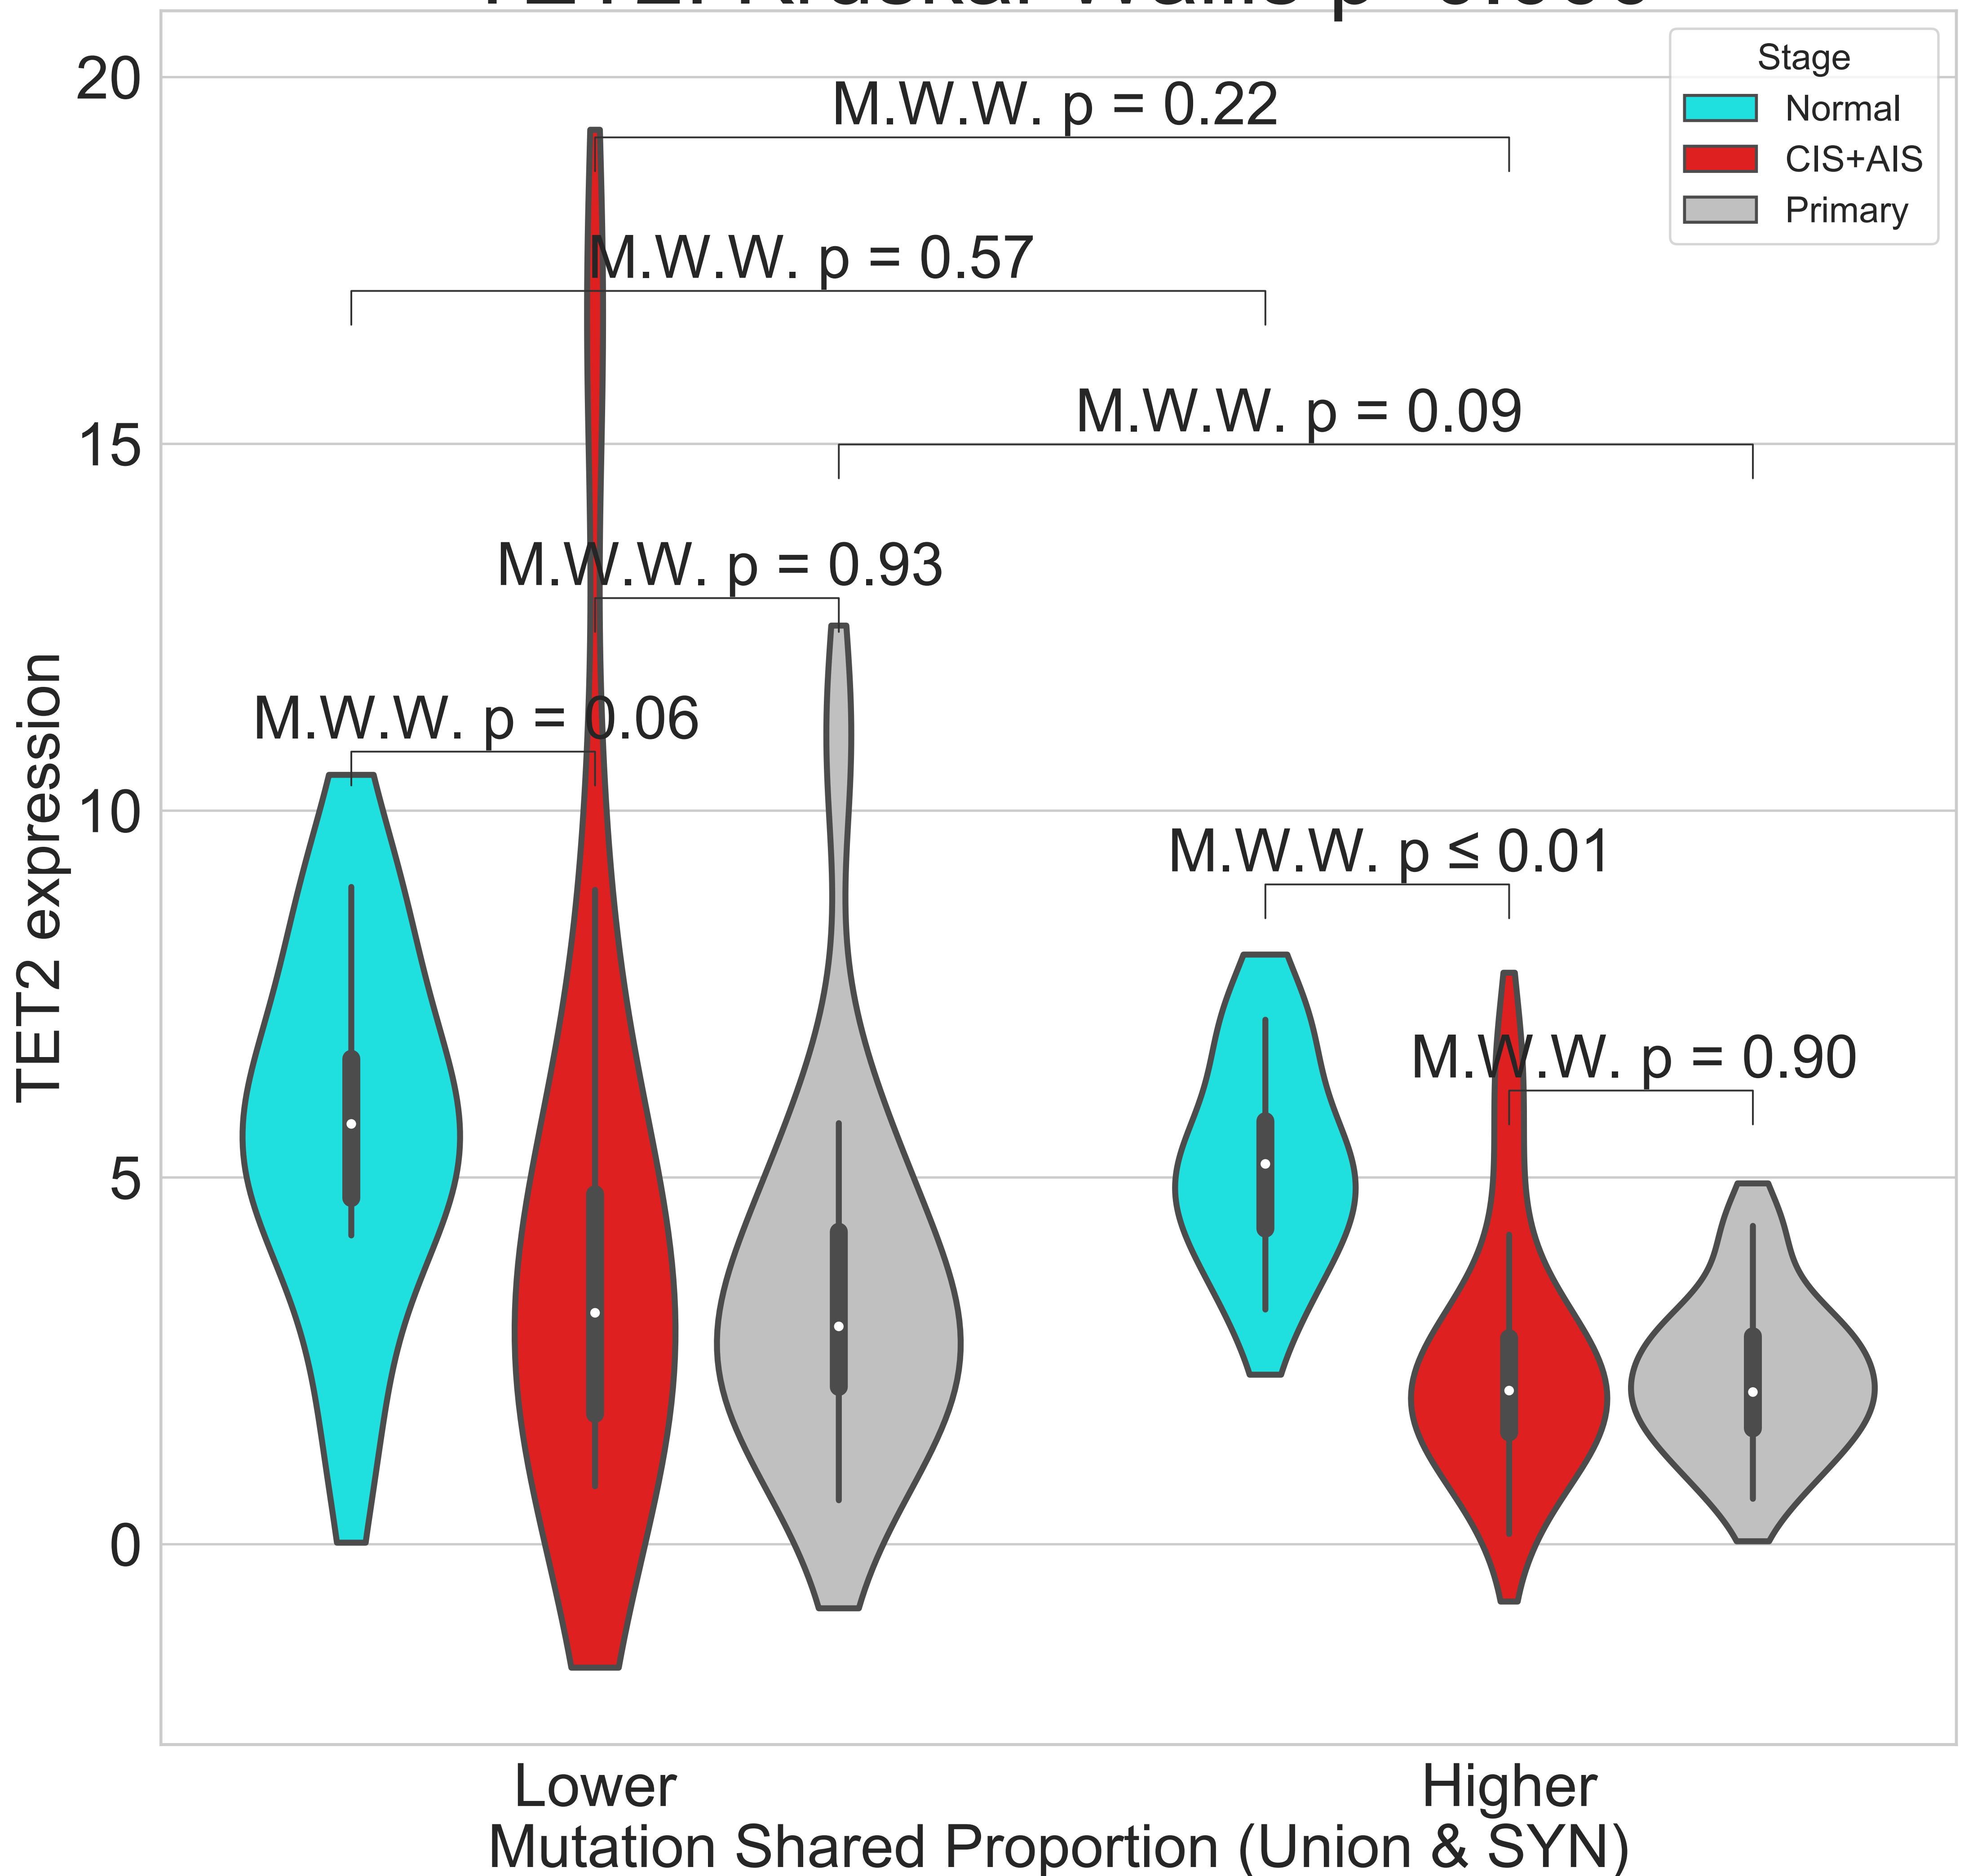 20
15
10
5
0
TET2 expression
Stage
Normal
CIS+AIS
Primary
M.W.W. p = 0.22
M.W.W. p = 0.57
M.W.W. p = 0.09
M.W.W. p = 0.93
M.W.W. p = 0.06
M.W.W. p ≤ 0.01
M.W.W. p = 0.90
Lower
Higher
Mutation Shared Proportion (Union & SYN)